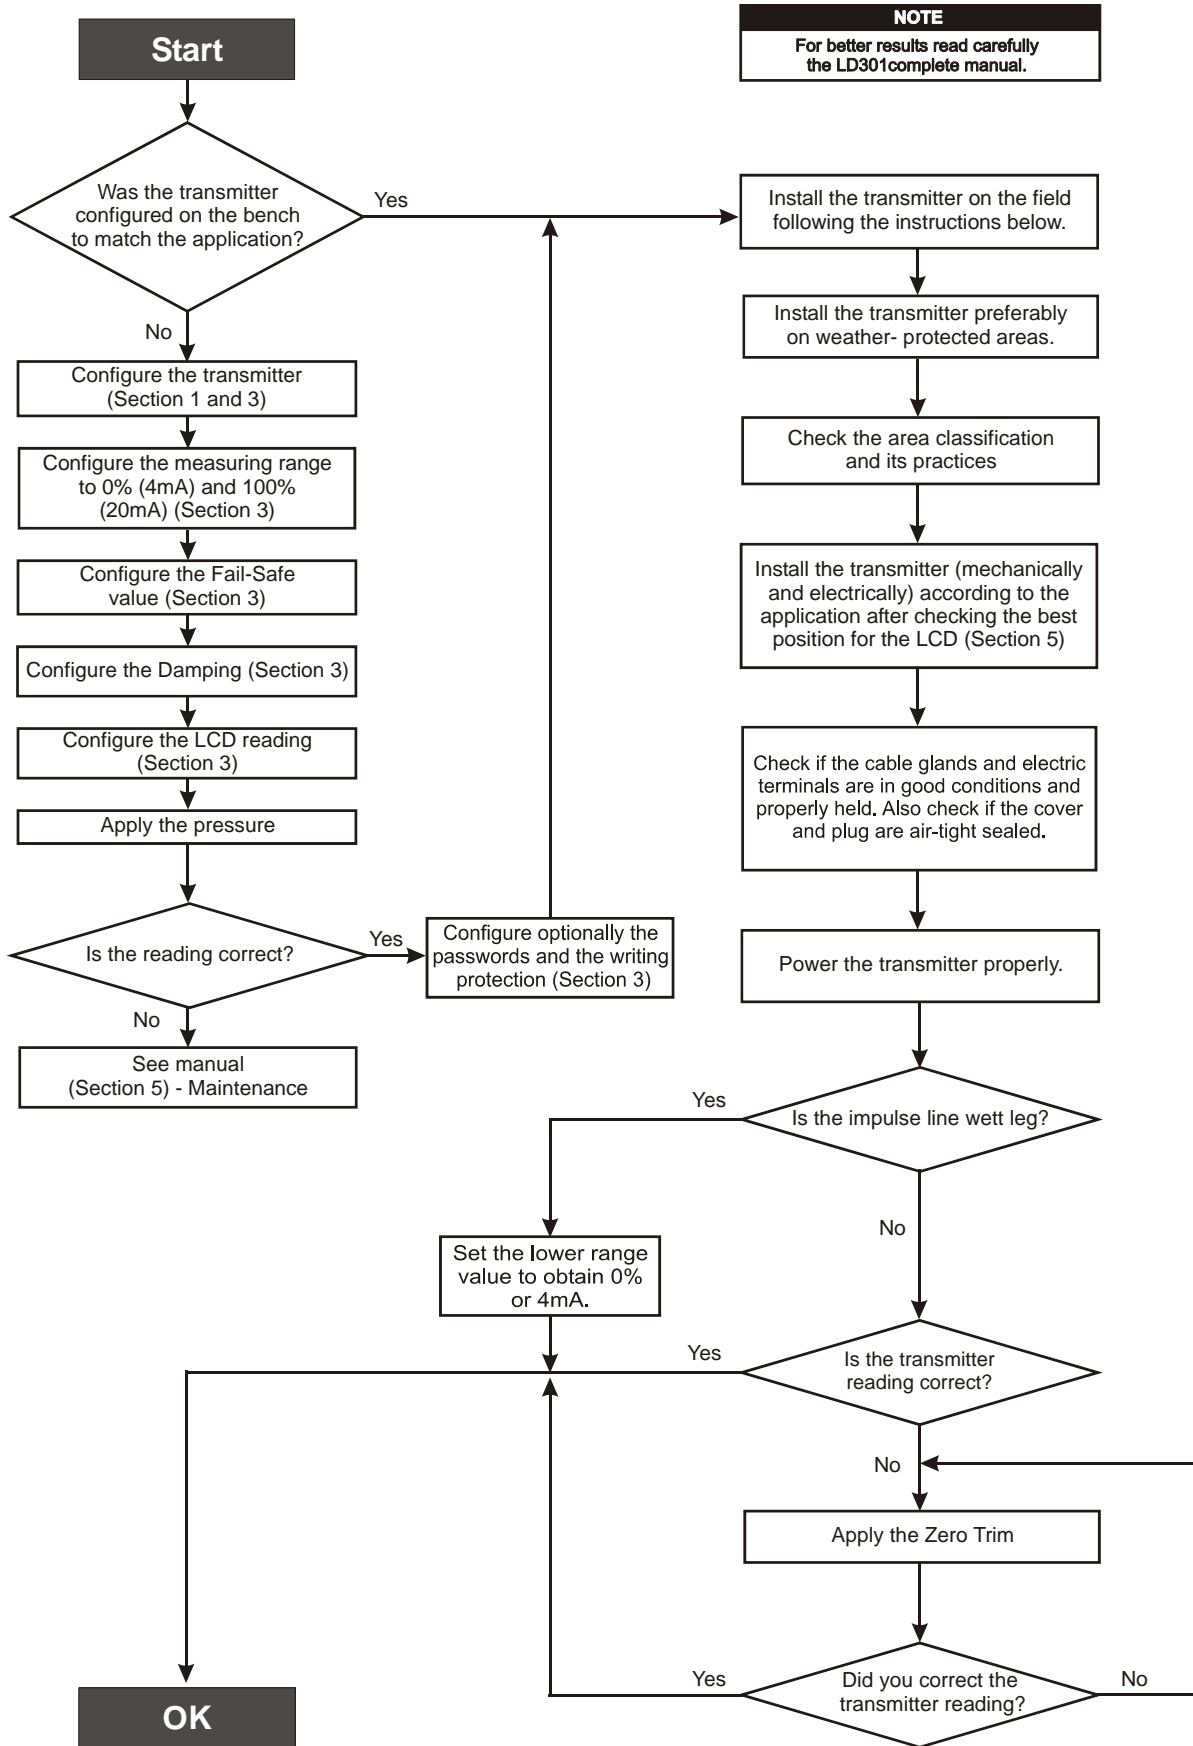 Start
NOTE
For better results read carefully
the LD301complete manual.
Was the transmitter
configured on the bench
to match the application?
Yes
No
Configure the transmitter
(Section 1 and 3)
Configure the measuring range
to 0% (4mA) and 100%
(20mA) (Section 3)
Configure the Fail-Safe
value (Section 3)
Configure the Damping (Section 3)
Configure the LCD reading
(Section 3)
Apply the pressure
Is the reading correct?
Yes
Configure optionally the
passwords and the writing
protection (Section 3)
No
See manual
(Section 5) - Maintenance
Install the transmitter on the field
following the instructions below.
Install the transmitter preferably
on weather- protected areas.
Check the area classification
and its practices
Install the transmitter (mechanically
and electrically) according to the
application after checking the best
position for the LCD (Section 5)
Check if the cable glands and electric
terminals are in good conditions and
properly held. Also check if the cover
and plug are air-tight sealed.
Power the transmitter properly.
Is the impulse line wett leg?
Yes
No
Set the lower range
value to obtain 0%
or 4mA.
Is the transmitter
reading correct?
Yes
No
Apply the Zero Trim
Did you correct the
transmitter reading?
Yes
No
OK